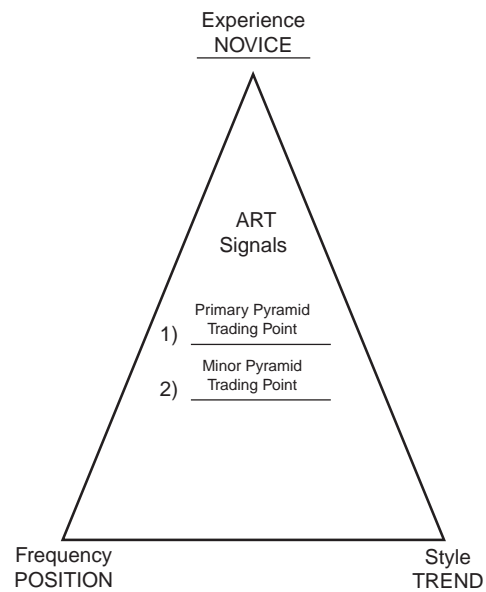 Experience
NOVICE
ART
Signals
Primary Pyramid
1) Trading Point
Minor Pyramid
2) Trading Point
Frequency
POSITION
Style
TREND